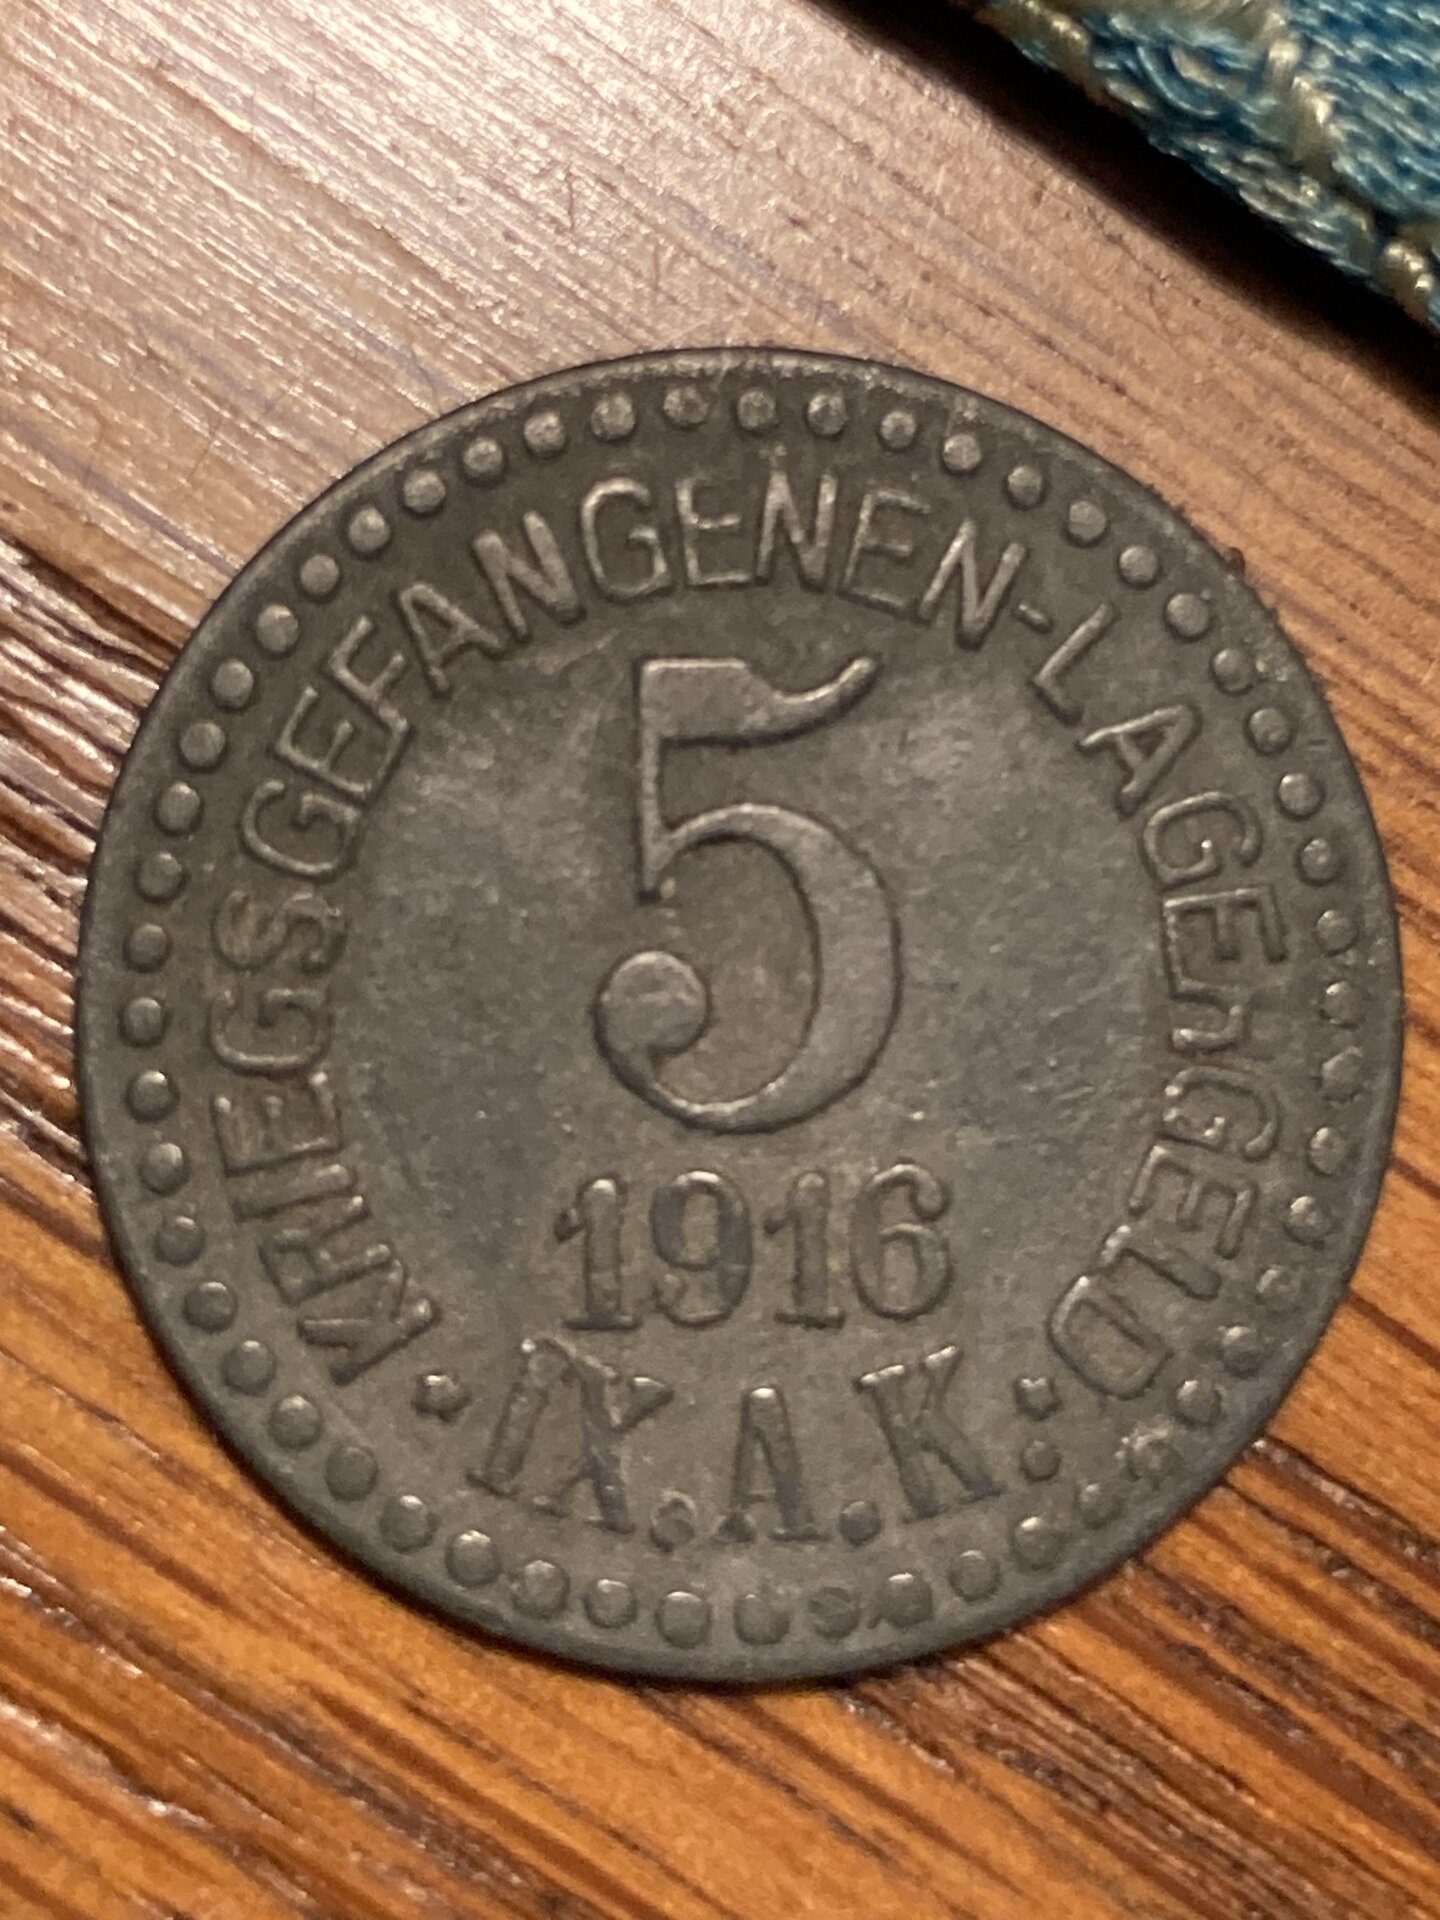 KRIEGSGEFANGENEN-LAGERGELD
5
1916
IX.A.K.